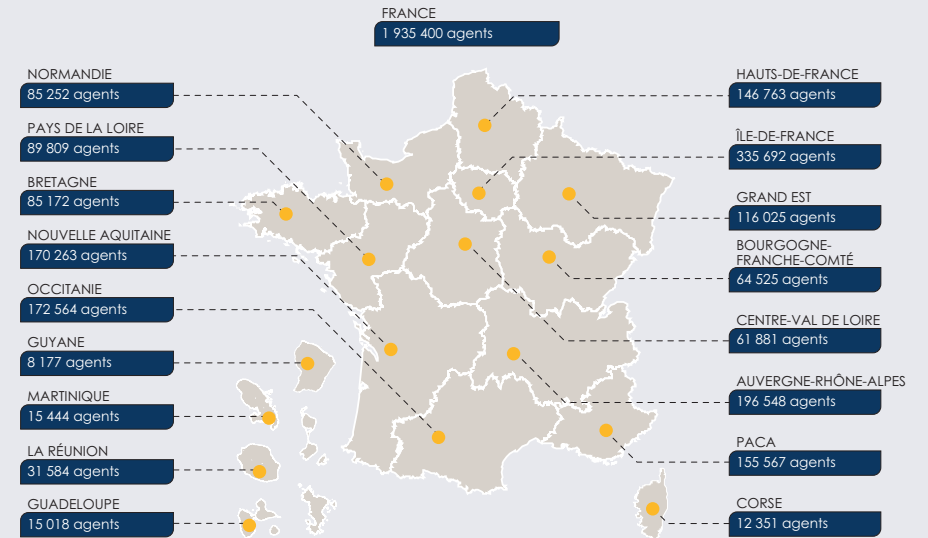 FRANCE
1 935 400 agents
NORMANDIE
85 252 agents
PAYS DE LA LOIRE
89 809 agents
BRETAGNE
85 172 agents
NOUVELLE AQUITAINE
170 263 agents
OCCITANIE
172 564 agents
GUYANE
8 177 agents
MARTINIQUE
15 444 agents
LA RÉUNION
31 584 agents
GUADELOUPE
15 018 agents
HAUTS-DE-FRANCE
146 763 agents
ÎLE-DE-FRANCE
335 692 agents
GRAND EST
116 025 agents
BOURGOGNE-
FRANCHE-COMTÉ
64 525 agents
CENTRE-VAL DE LOIRE
61 881 agents
AUVERGNE-RHÔNE-ALPES
196 548 agents
PACA
155 567 agents
CORSE
12 351 agents